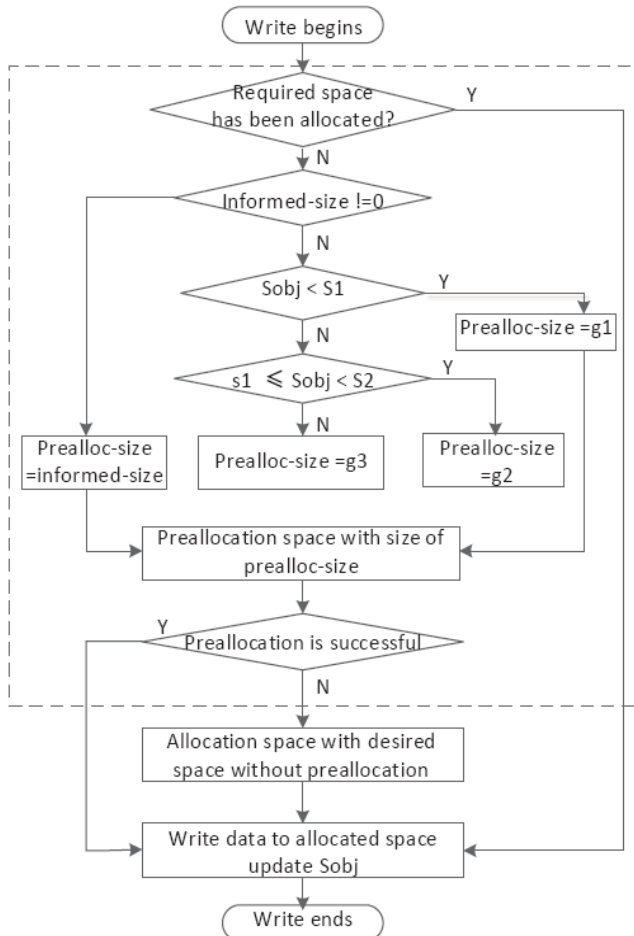 Write begins
Required space
has been allocated?
Y
N
Informed-size !=0
N
Sobj < S1
Y
Prealloc-size =g1
N
s1 ⩽ Sobj < S2
Y
N
Prealloc-size
=informed-size
Prealloc-size =g3
Prealloc-size
=g2
Preallocation space with size of
prealloc-size
Y
Preallocation is successful
N
Allocation space with desired
space without preallocation
Write data to allocated space
update Sobj
Write ends